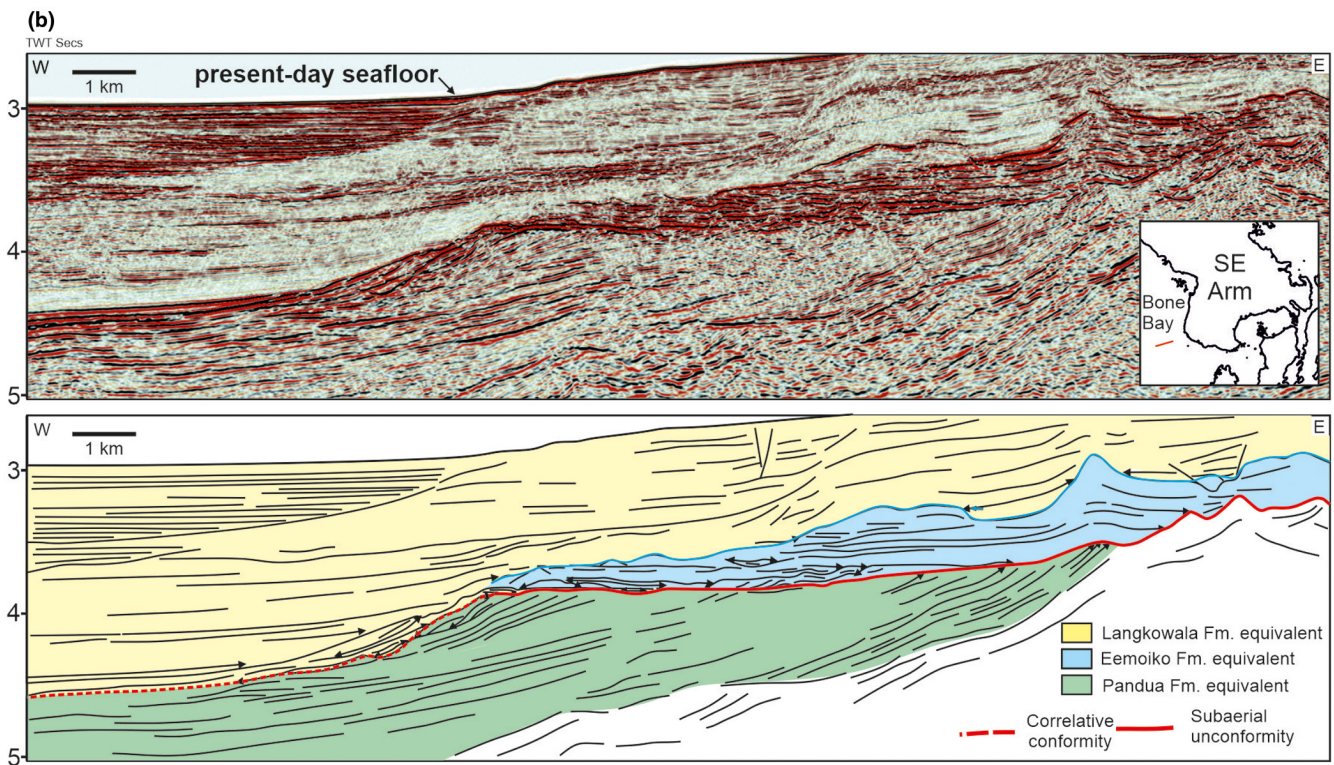 (b)
TWT Secs
W
E
1 km
present-day seafloor
3
4
5
SE
Arm
Bone
Bay
W
E
1 km
3
4
5
Langkowala Fm. equivalent
Eemoiko Fm. equivalent
Pandua Fm. equivalent
Correlative
conformity
Subaerial
unconformity